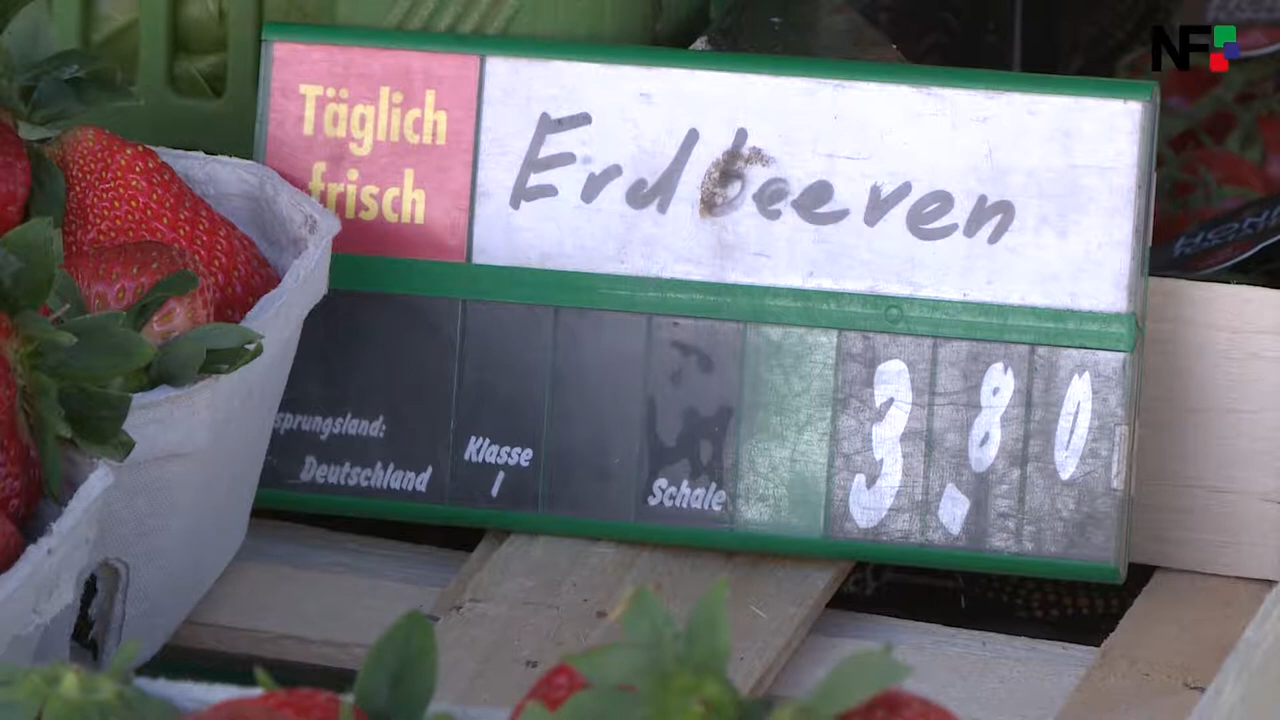 NF
Täglich
frisch
Erdbeeren
sprungsland:
Deutschland
Klasse
I
Schale
3.80